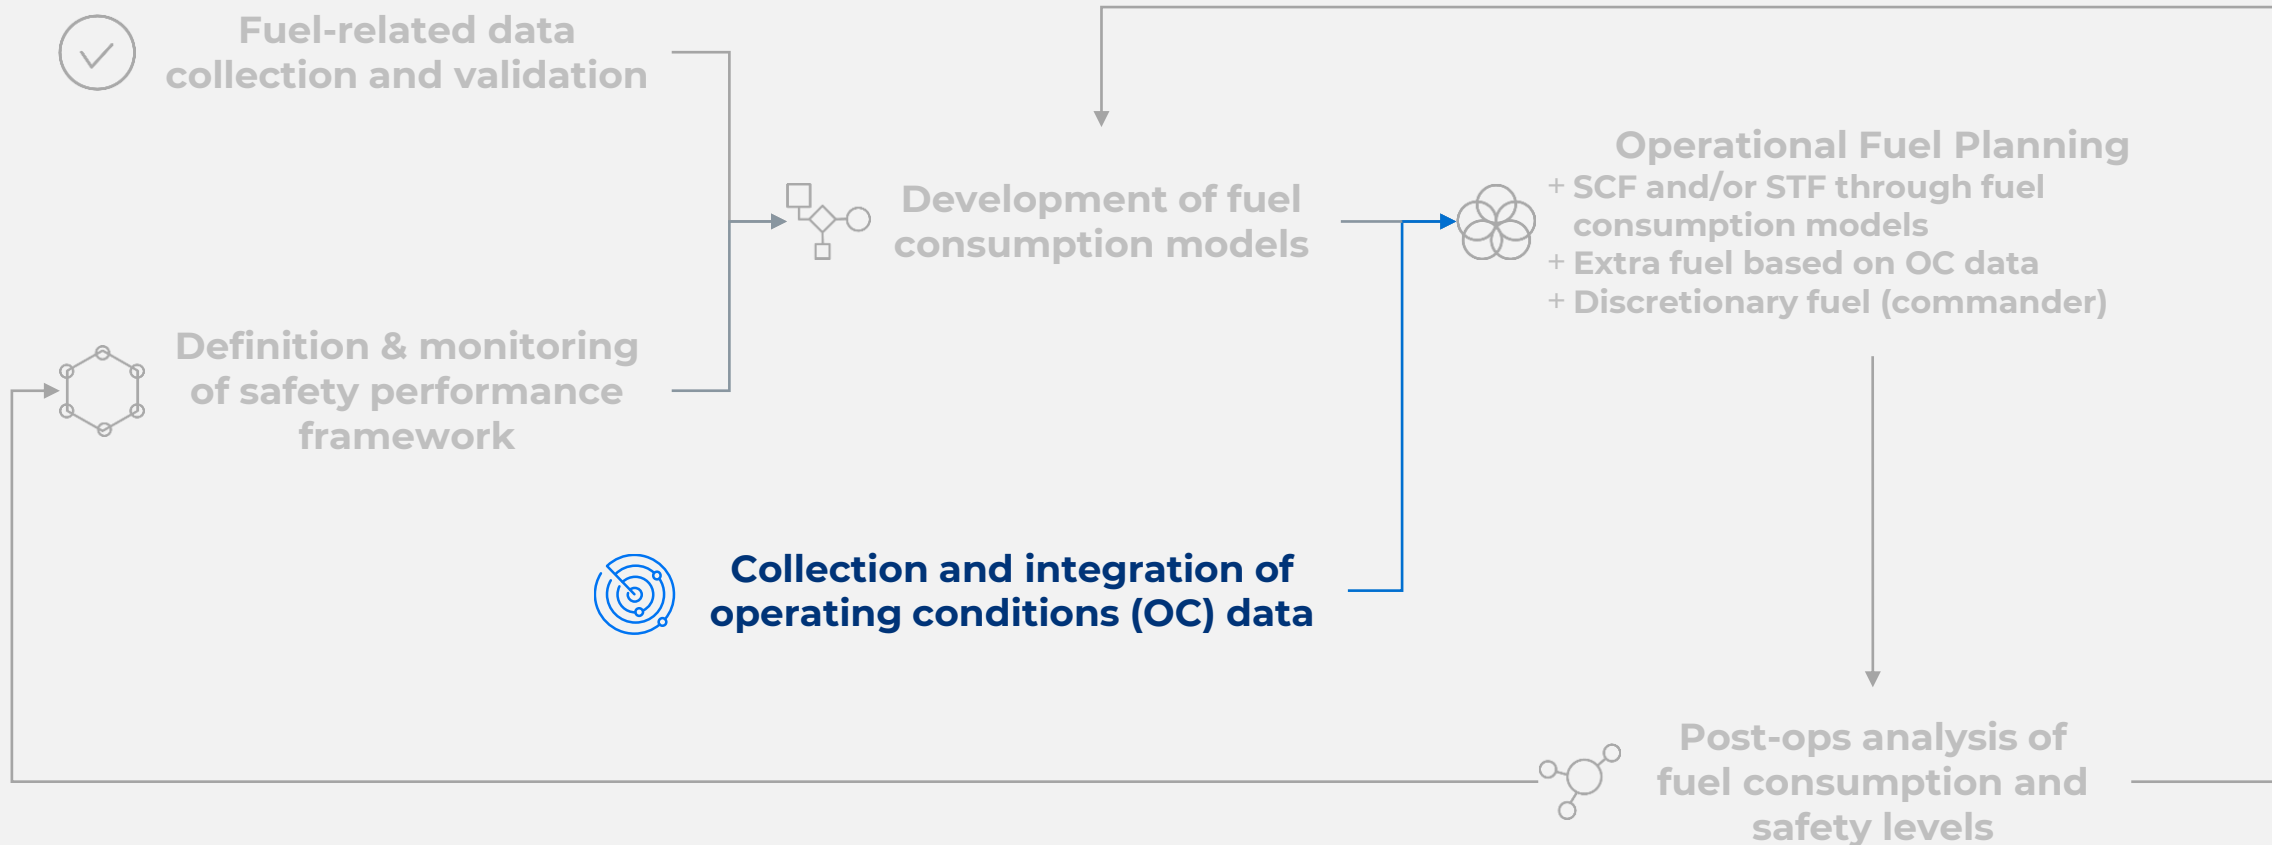 Fuel-related data
collection and validation
Definition & monitoring
of safety performance
framework
Development of fuel
consumption models
Collection and integration of
operating conditions (OC) data
Operational Fuel Planning
+ SCF and/or STF through fuel
consumption models
+ Extra fuel based on OC data
+ Discretionary fuel (commander)
Post-ops analysis of
fuel consumption and
safety levels